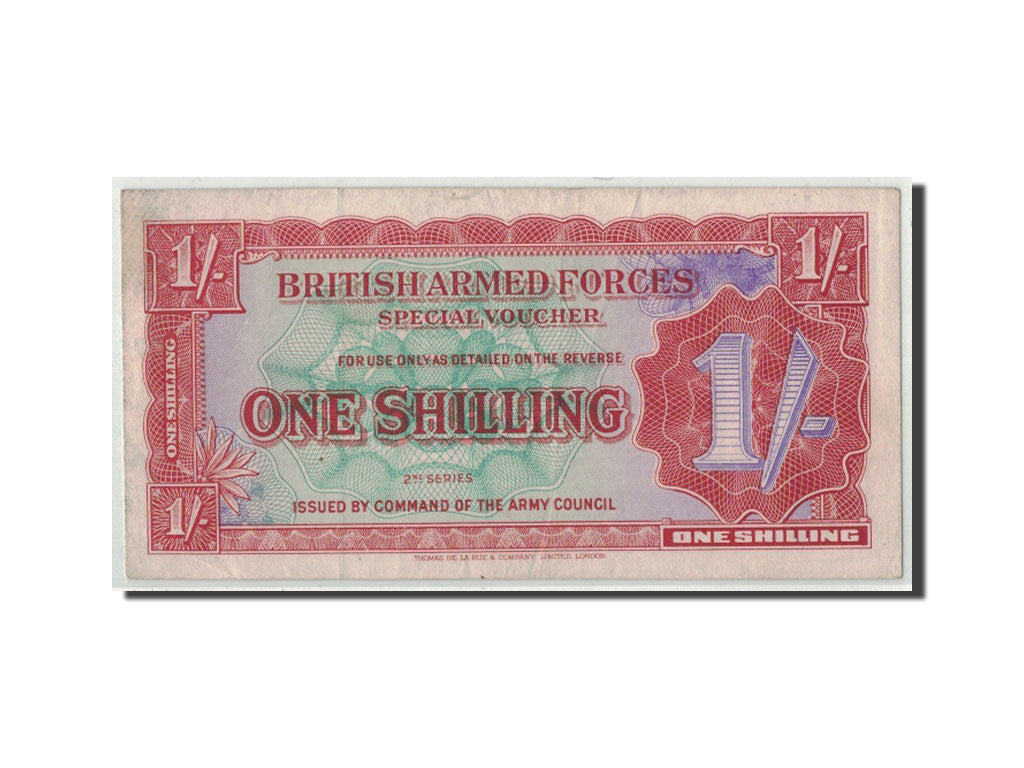 1/-
1/-
BRITISH ARMED FORCES
SPECIAL VOUCHER
FOR USE ONLY AS DETAILED ON THE REVERSE
ONE SHILLING
1/-
ONE SHILLING
2ND SERIES
ISSUED BY COMMAND OF THE ARMY COUNCIL
1/-
ONE SHILLING
THOMAS DE LA RUE & COMPANY, LIMITED, LONDON